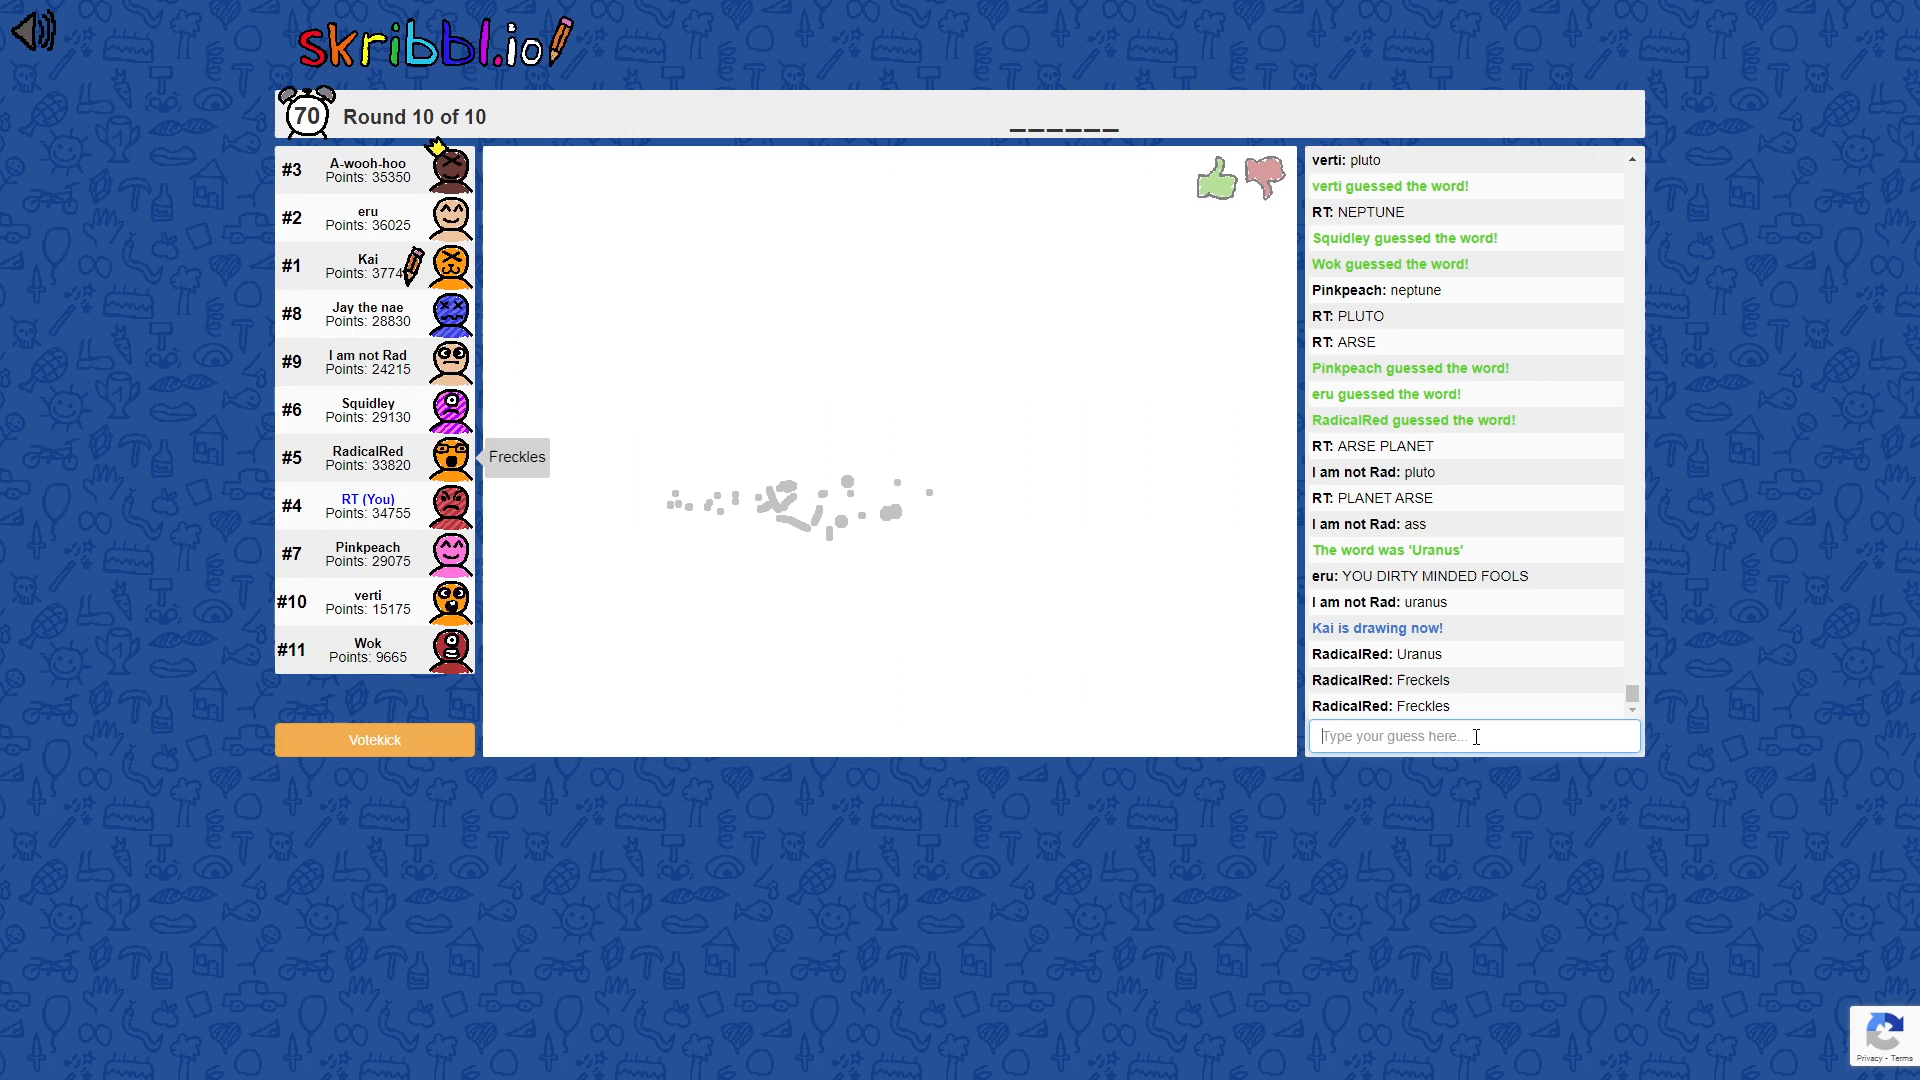 skribbl.io
70
Round 10 of 10
______
#3
A-wooh-hoo
Points: 35350
#2
eru
Points: 36025
#1
Kai
Points: 3774
#8
Jay the nae
Points: 28830
#9
I am not Rad
Points: 24215
#6
Squidley
Points: 29130
#5
RadicalRed
Points: 33820
Freckles
#4
RT (You)
Points: 34755
#7
Pinkpeach
Points: 29075
#10
verti
Points: 15175
#11
Wok
Points: 9665
Votekick
verti: pluto
verti guessed the word!
RT: NEPTUNE
Squidley guessed the word!
Wok guessed the word!
Pinkpeach: neptune
RT: PLUTO
RT: ARSE
Pinkpeach guessed the word!
eru guessed the word!
RadicalRed guessed the word!
RT: ARSE PLANET
I am not Rad: pluto
RT: PLANET ARSE
I am not Rad: ass
The word was 'Uranus'
eru: YOU DIRTY MINDED FOOLS
I am not Rad: uranus
Kai is drawing now!
RadicalRed: Uranus
RadicalRed: Freckels
RadicalRed: Freckles
Type your guess here...
Privacy - Terms